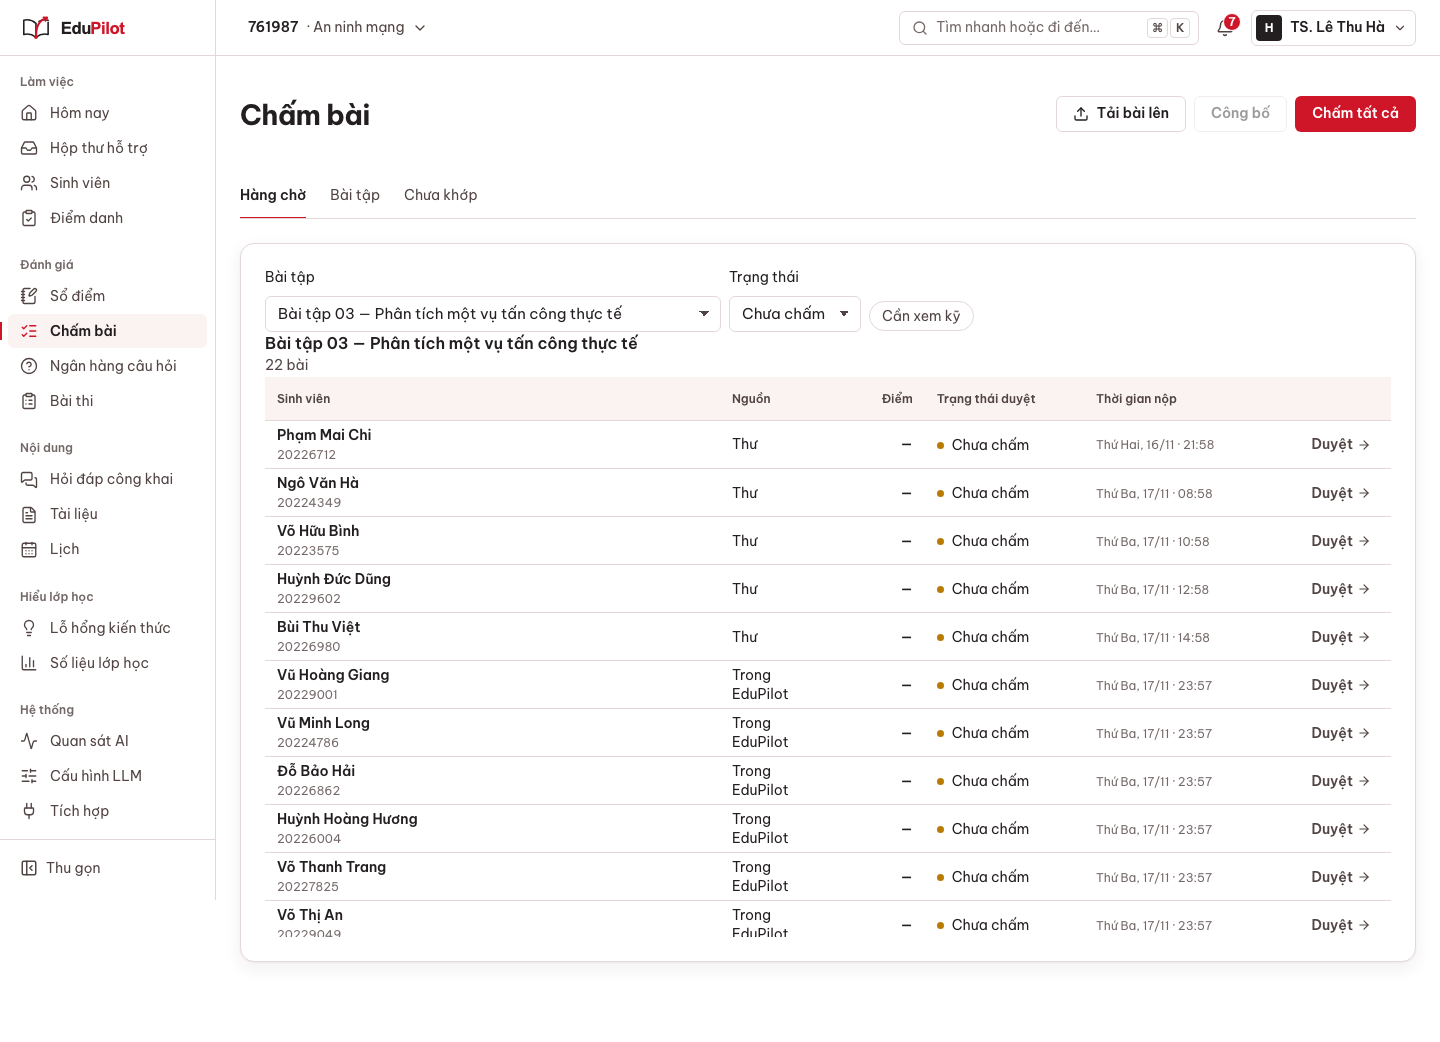 EduPilot
761987 · An ninh mạng
Tìm nhanh hoặc đi đến...
⌘ K
7
H TS. Lê Thu Hà
Làm việc
Hôm nay
Hộp thư hỗ trợ
Sinh viên
Điểm danh
Đánh giá
Sổ điểm
Chấm bài
Ngân hàng câu hỏi
Bài thi
Nội dung
Hỏi đáp công khai
Tài liệu
Lịch
Hiểu lớp học
Lỗ hổng kiến thức
Số liệu lớp học
Hệ thống
Quan sát AI
Cấu hình LLM
Tích hợp
Thu gọn
Chấm bài
Tải bài lên Công bố Chấm tất cả
Hàng chờ Bài tập Chưa khớp
Bài tập Trạng thái
Bài tập 03 — Phân tích một vụ tấn công thực tế Chưa chấm Cần xem kỹ
Bài tập 03 — Phân tích một vụ tấn công thực tế
22 bài
Sinh viên Nguồn Điểm Trạng thái duyệt Thời gian nộp
Phạm Mai Chi
20226712
Thư — Chưa chấm Thứ Hai, 16/11 · 21:58 Duyệt →
Ngô Văn Hà
20224349
Thư — Chưa chấm Thứ Ba, 17/11 · 08:58 Duyệt →
Võ Hữu Bình
20223575
Thư — Chưa chấm Thứ Ba, 17/11 · 10:58 Duyệt →
Huỳnh Đức Dũng
20229602
Thư — Chưa chấm Thứ Ba, 17/11 · 12:58 Duyệt →
Bùi Thu Việt
20226980
Thư — Chưa chấm Thứ Ba, 17/11 · 14:58 Duyệt →
Vũ Hoàng Giang
20229001
Trong
EduPilot
— Chưa chấm Thứ Ba, 17/11 · 23:57 Duyệt →
Vũ Minh Long
20224786
Trong
EduPilot
— Chưa chấm Thứ Ba, 17/11 · 23:57 Duyệt →
Đỗ Bảo Hải
20226862
Trong
EduPilot
— Chưa chấm Thứ Ba, 17/11 · 23:57 Duyệt →
Huỳnh Hoàng Hương
20226004
Trong
EduPilot
— Chưa chấm Thứ Ba, 17/11 · 23:57 Duyệt →
Võ Thanh Trang
20227825
Trong
EduPilot
— Chưa chấm Thứ Ba, 17/11 · 23:57 Duyệt →
Võ Thị An
20229049
Trong
EduPilot
— Chưa chấm Thứ Ba, 17/11 · 23:57 Duyệt →